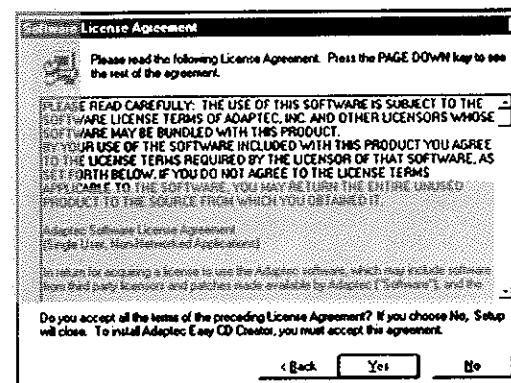 Software License Agreement
Please read the following License Agreement. Press the PAGE DOWN key to see
the rest of the agreement.
PLEASE READ CAREFULLY: THE USE OF THIS SOFTWARE IS SUBJECT TO THE
SOFTWARE LICENSE TERMS OF ADAPTEC, INC. AND OTHER LICENSORS WHOSE
SOFTWARE MAY BE BUNDLED WITH THIS PRODUCT.
BY YOUR USE OF THE SOFTWARE INCLUDED WITH THIS PRODUCT YOU AGREE
TO THE LICENSE TERMS REQUIRED BY THE LICENSOR OF THAT SOFTWARE, AS
SET FORTH BELOW. IF YOU DO NOT AGREE TO THE LICENSE TERMS
APPLICABLE TO THE SOFTWARE, YOU MAY RETURN THE ENTIRE UNUSED
PRODUCT TO THE SOURCE FROM WHICH YOU OBTAINED IT.
Adaptec Software License Agreement
(Single User, Non-Networked Applications)
In return for acquiring a license to use the Adaptec software, which may include software
from third party licensors and patches made available by Adaptec ("Software"), and the
Do you accept all the terms of the preceding License Agreement? If you choose No, Setup
will close. To install Adaptec Easy CD Creator, you must accept this agreement.
< Back
Yes
No